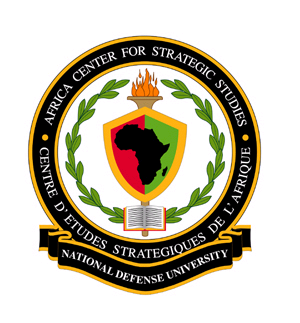 AFRICA CENTER FOR STRATEGIC STUDIES
CENTRE D'ETUDES STRATEGIQUES DE L'AFRIQUE
NATIONAL DEFENSE UNIVERSITY